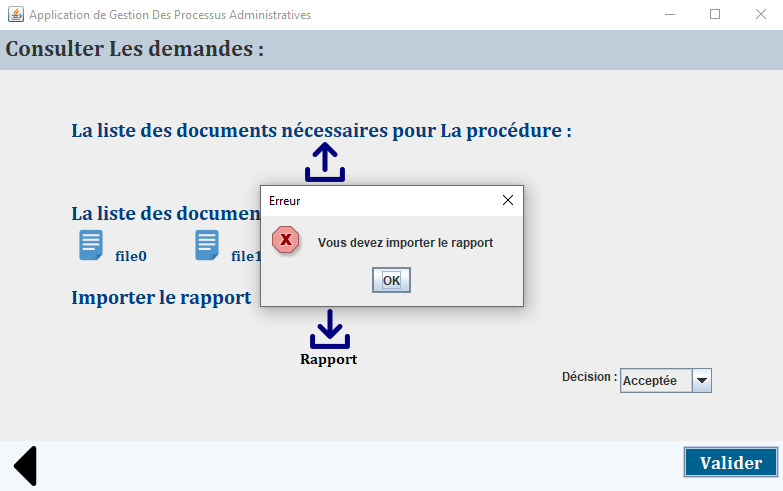 Application de Gestion Des Processus Administratives
Consulter Les demandes :
La liste des documents nécessaires pour La procédure :
La liste des documen
file0
file1
Importer le rapport
Erreur
Vous devez importer le rapport
OK
Rapport
Décision :
Acceptée
Valider